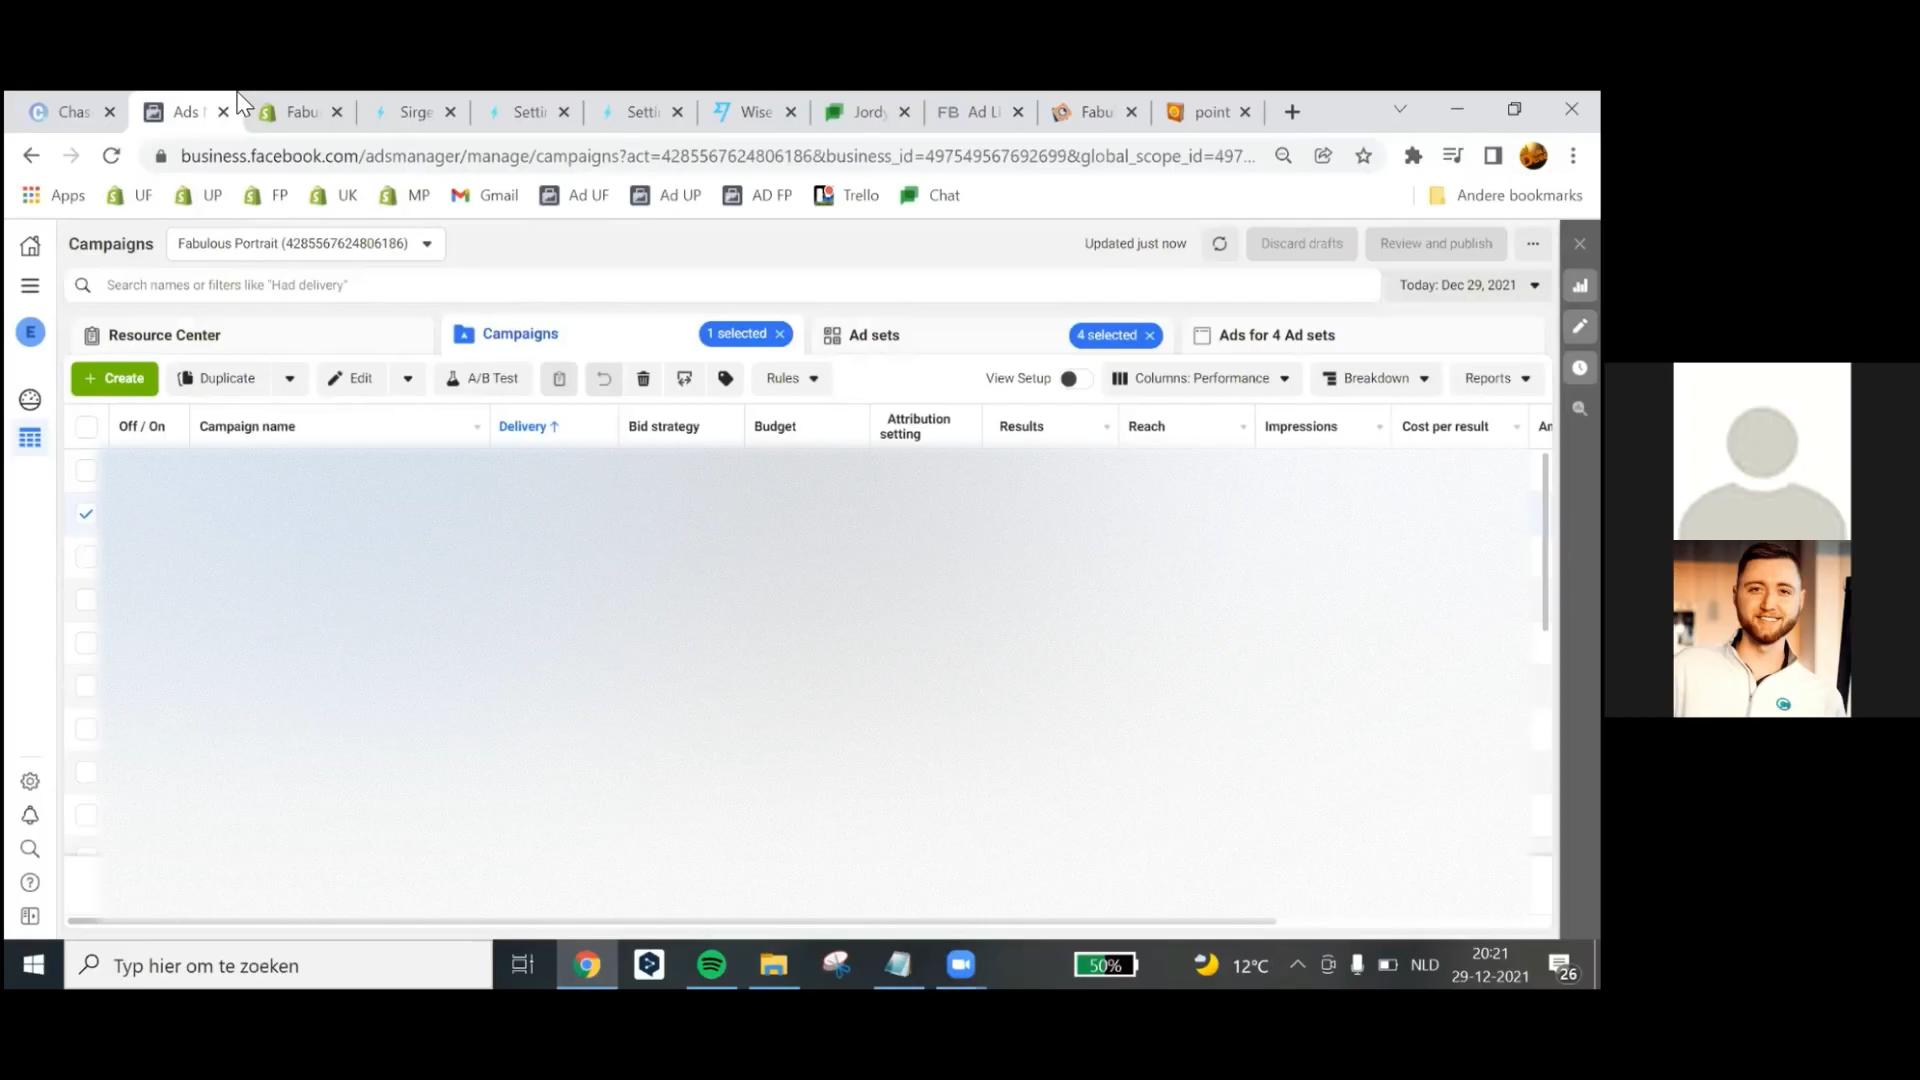 Chas
Ads
Fabu
Sirge
Settin
Settin
Wise
Jordy
FB Ad Li
Fabu
point
business.facebook.com/adsmanager/manage/campaigns?act=4285567624806186&business_id=497549567692699&global_scope_id=497...
Apps UF UP FP UK MP Gmail Ad UF Ad UP AD FP Trello Chat Andere bookmarks
Campaigns Fabulous Portrait (4285567624806186) Updated just now Discard drafts Review and publish
Search names or filters like "Had delivery" Today: Dec 29, 2021
E
Resource Center Campaigns 1 selected Ad sets 4 selected Ads for 4 Ad sets
+ Create Duplicate Edit A/B Test Rules View Setup Columns: Performance Breakdown Reports
Off / On Campaign name Delivery ↑ Bid strategy Budget Attribution setting Results Reach Impressions Cost per result An
Typ hier om te zoeken
50%
12°C
NLD
20:21
29-12-2021
26